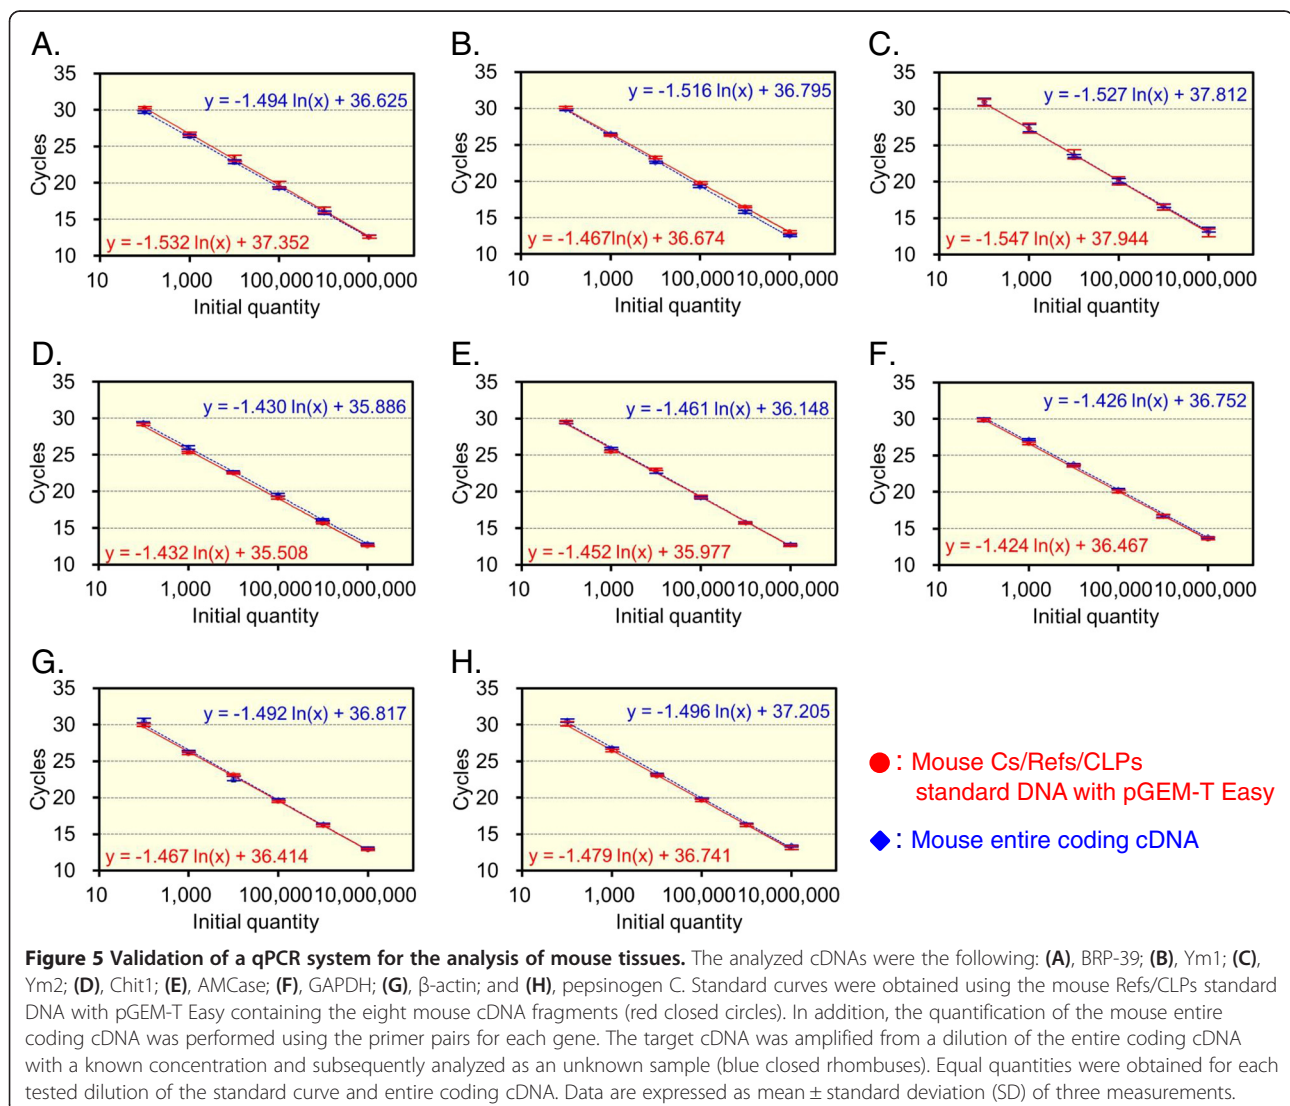 A.
35
30
25
20
15
10
Cycles
y = -1.494 ln(x) + 36.625
y = -1.532 ln(x) + 37.352
10 1,000 100,000 10,000,000
Initial quantity
B.
35
30
25
20
15
10
Cycles
y = -1.516 ln(x) + 36.795
y = -1.467ln(x) + 36.674
10 1,000 100,000 10,000,000
Initial quantity
C.
35
30
25
20
15
10
Cycles
y = -1.527 ln(x) + 37.812
y = -1.547 ln(x) + 37.944
10 1,000 100,000 10,000,000
Initial quantity
D.
35
30
25
20
15
10
Cycles
y = -1.430 ln(x) + 35.886
y = -1.432 ln(x) + 35.508
10 1,000 100,000 10,000,000
Initial quantity
E.
35
30
25
20
15
10
Cycles
y = -1.461 ln(x) + 36.148
y = -1.452 ln(x) + 35.977
10 1,000 100,000 10,000,000
Initial quantity
F.
35
30
25
20
15
10
Cycles
y = -1.426 ln(x) + 36.752
y = -1.424 ln(x) + 36.467
10 1,000 100,000 10,000,000
Initial quantity
G.
35
30
25
20
15
10
Cycles
y = -1.492 ln(x) + 36.817
y = -1.467 ln(x) + 36.414
10 1,000 100,000 10,000,000
Initial quantity
H.
35
30
25
20
15
10
Cycles
y = -1.496 ln(x) + 37.205
y = -1.479 ln(x) + 36.741
10 1,000 100,000 10,000,000
Initial quantity
: Mouse Cs/Refs/CLPs
standard DNA with pGEM-T Easy
: Mouse entire coding cDNA
Figure 5 Validation of a qPCR system for the analysis of mouse tissues. The analyzed cDNAs were the following: (A), BRP-39; (B), Ym1; (C),
Ym2; (D), Chit1; (E), AMCase; (F), GAPDH; (G), β-actin; and (H), pepsinogen C. Standard curves were obtained using the mouse Refs/CLPs standard
DNA with pGEM-T Easy containing the eight mouse cDNA fragments (red closed circles). In addition, the quantification of the mouse entire
coding cDNA was performed using the primer pairs for each gene. The target cDNA was amplified from a dilution of the entire coding cDNA
with a known concentration and subsequently analyzed as an unknown sample (blue closed rhombuses). Equal quantities were obtained for each
tested dilution of the standard curve and entire coding cDNA. Data are expressed as mean ± standard deviation (SD) of three measurements.